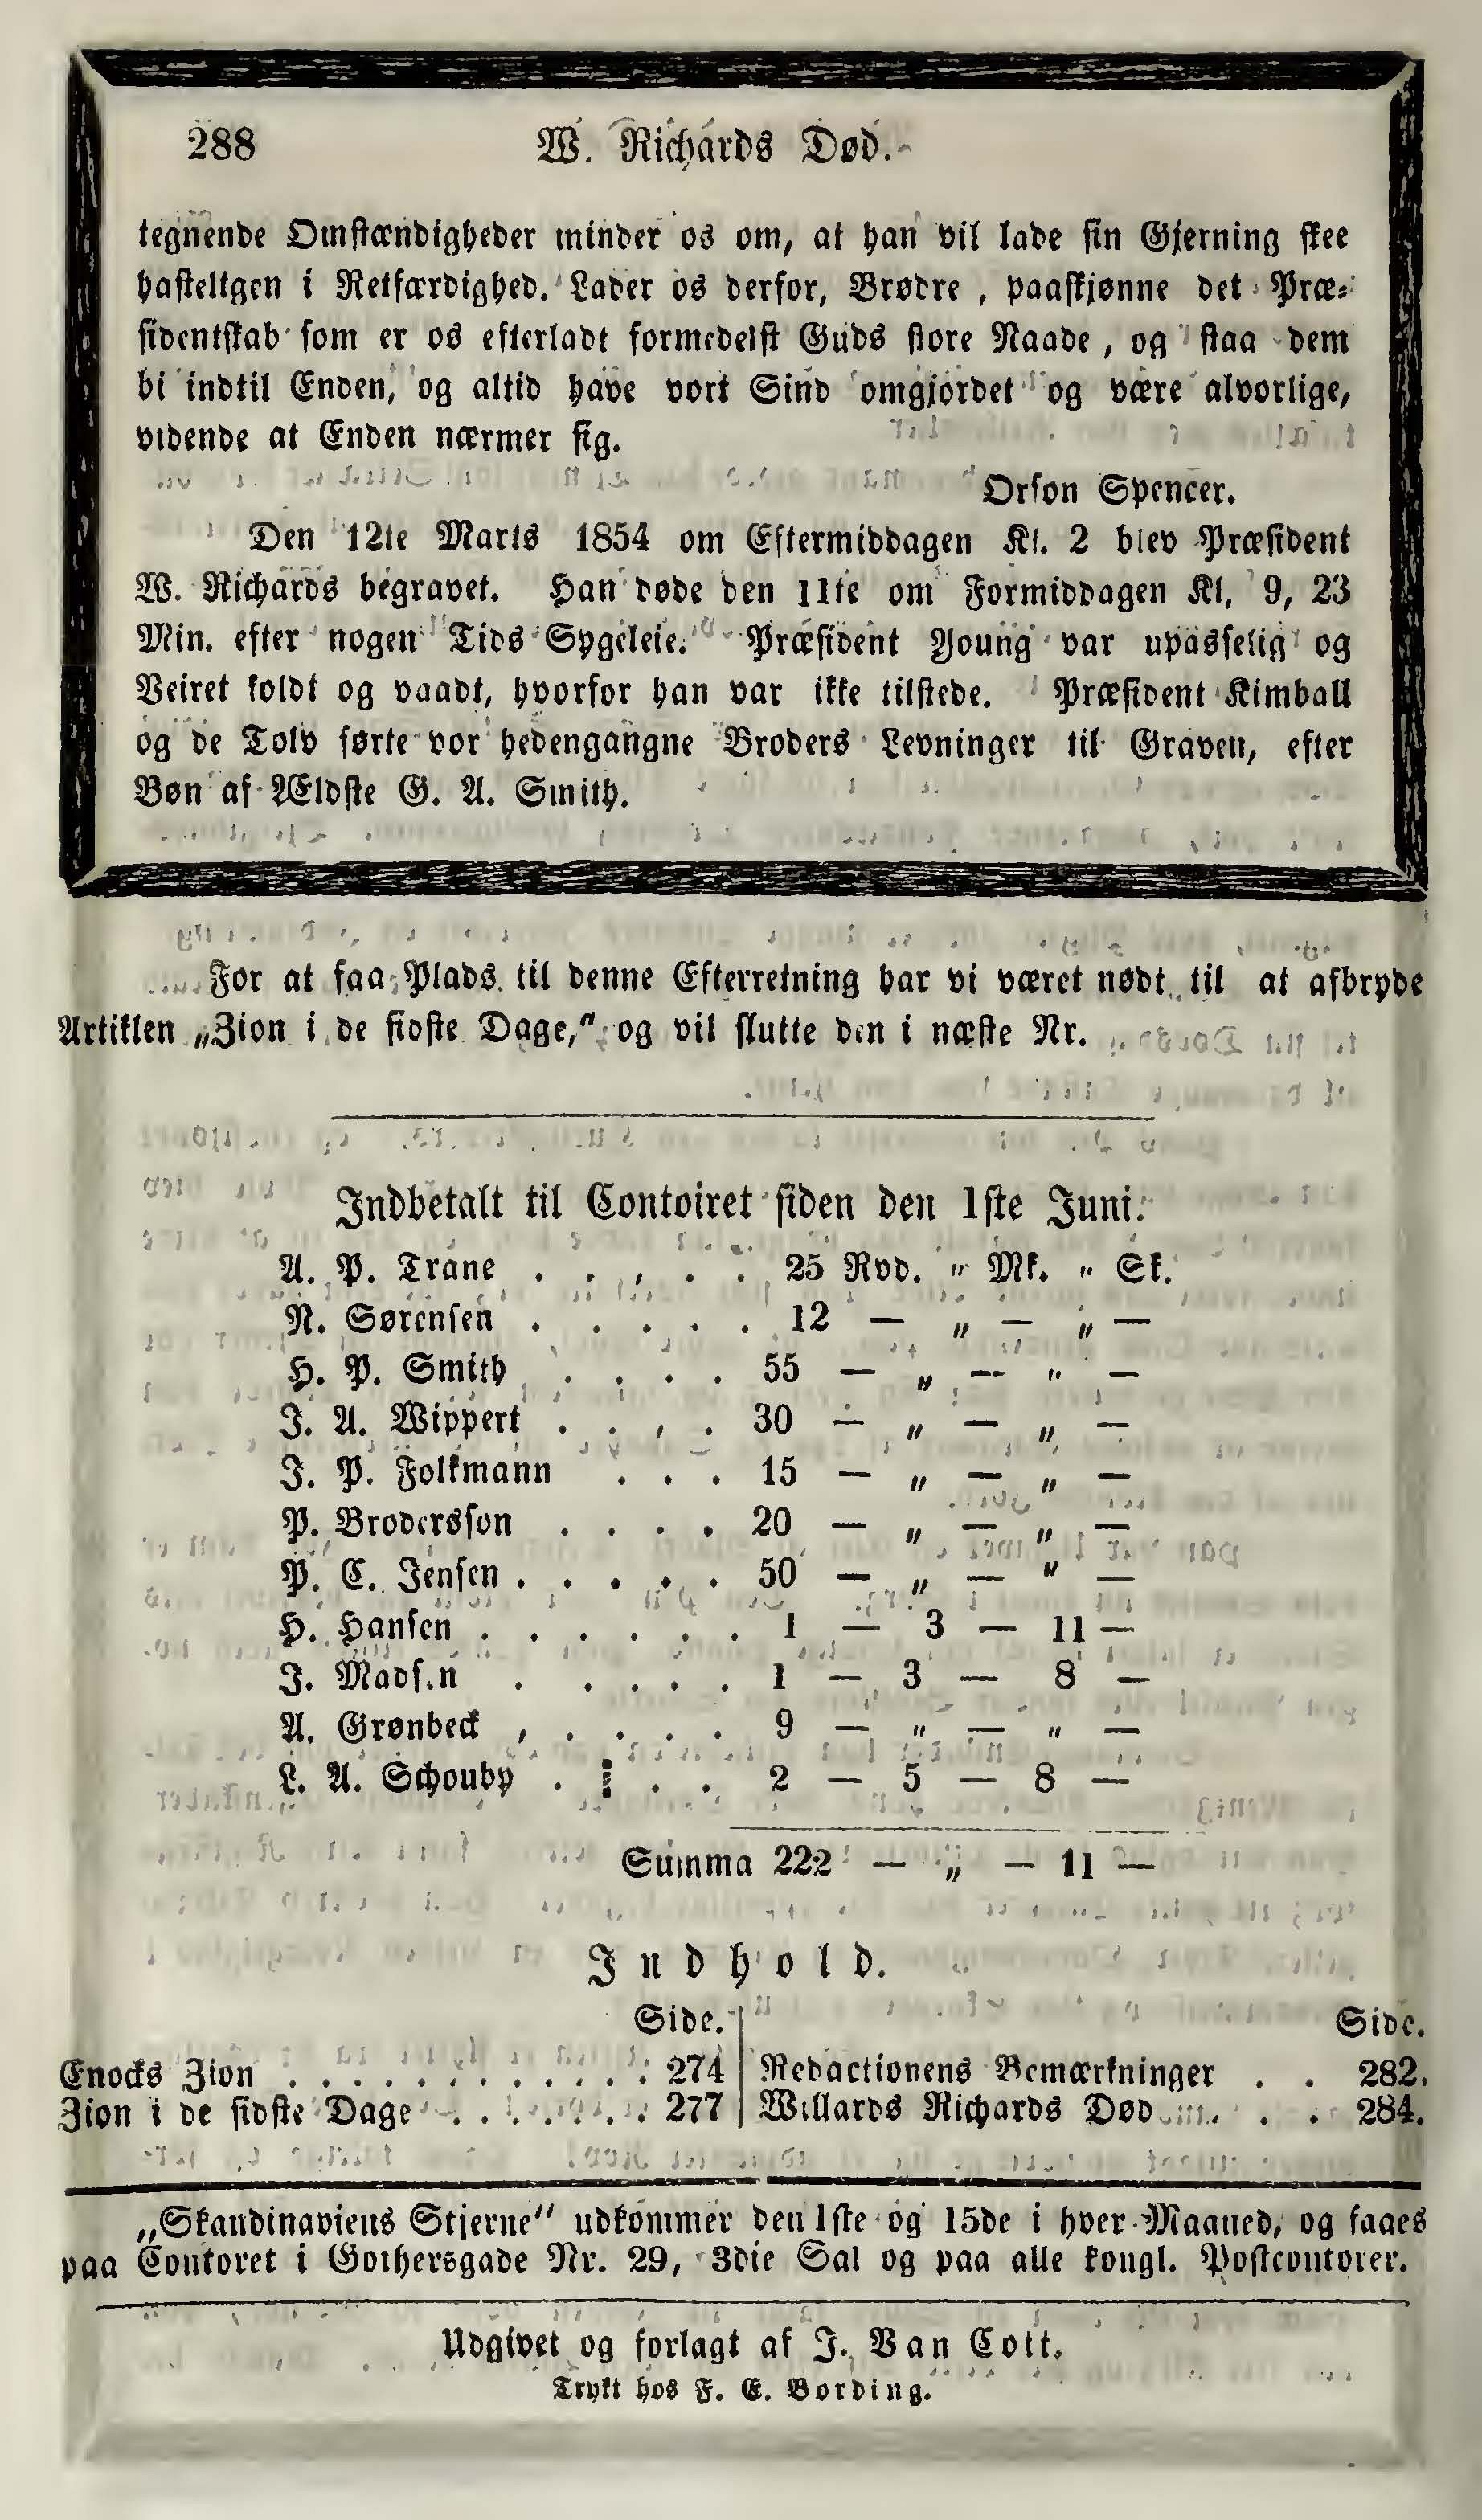 288 W. Richards Død.
tegnende Omstændigheder minder os om, at han vil lade sin Gjerning skee
hasteligen i Retfærdighed. Lader os derfor, Brødre, paaskjønne det Præ-
sidentskab som er os efterladt formedelst Guds store Naade, og staa dem
bi indtil Enden, og altid have vort Sind omgjordet og være alvorlige,
vidende at Enden nærmer sig.
Orson Spencer.
Den 12te Marts 1854 om Eftermiddagen Kl. 2 blev Præsident
W. Richards begravet. Han døde den 11te om Formiddagen Kl, 9, 23
Min. efter nogen Tids Sygeleie. Præsident Young var upasselig og
Veiret koldt og vaadt, hvorfor han var ikke tilstede. Præsident Kimball
og de Tolv førte vor hedengangne Broders Levninger til Graven, efter
Bøn af Ældste G. A. Smith.
For at faa Plads til denne Efterretning har vi været nødt til at afbryde
Artiklen „Zion i de sidste Dage,“ og vil slutte den i næste Nr.
Indbetalt til Contoiret siden den 1ste Juni.
A. P. Trane . . , . . 25 Rbd. „ Mk. „ Sk.
N. Sørensen . . . . . 12 — „ — „ —
H. P. Smith . . . . 55 — „ — „ —
J. A. Wippert . . , . 30 — „ — „ —
J. P. Folkmann . . . 15 — „ — „ —
P. Brodersson . . . . 20 — „ — „ —
P. C. Jensen . . . . . 50 — „ — „ —
H. Hansen . . . . . . 1 — 3 — 11 —
J. Madsen . . . . . 1 — 3 — 8 —
A. Grønbeck , . . . . 9 — „ — „ —
L. A. Schouby . . . . 2 — 5 — 8 —
Summa 222 — „ — 11 —
Indhold.
Side. Side.
Enocks Zion . . . . . . . . . . . . 274 Redactionens Bemærkninger . . 282.
Zion i de sidste Dage . . . . . . . 277 Willards Richards Død . . . 284.
„Skandinaviens Stjerne“ udkommer den 1ste og 15de i hver Maaned, og faaes
paa Contoret i Gothersgade Nr. 29, 3die Sal og paa alle kongl. Postcontorer.
Udgivet og forlagt af J. Van Cott.
Trykt hos F. E. Bording.